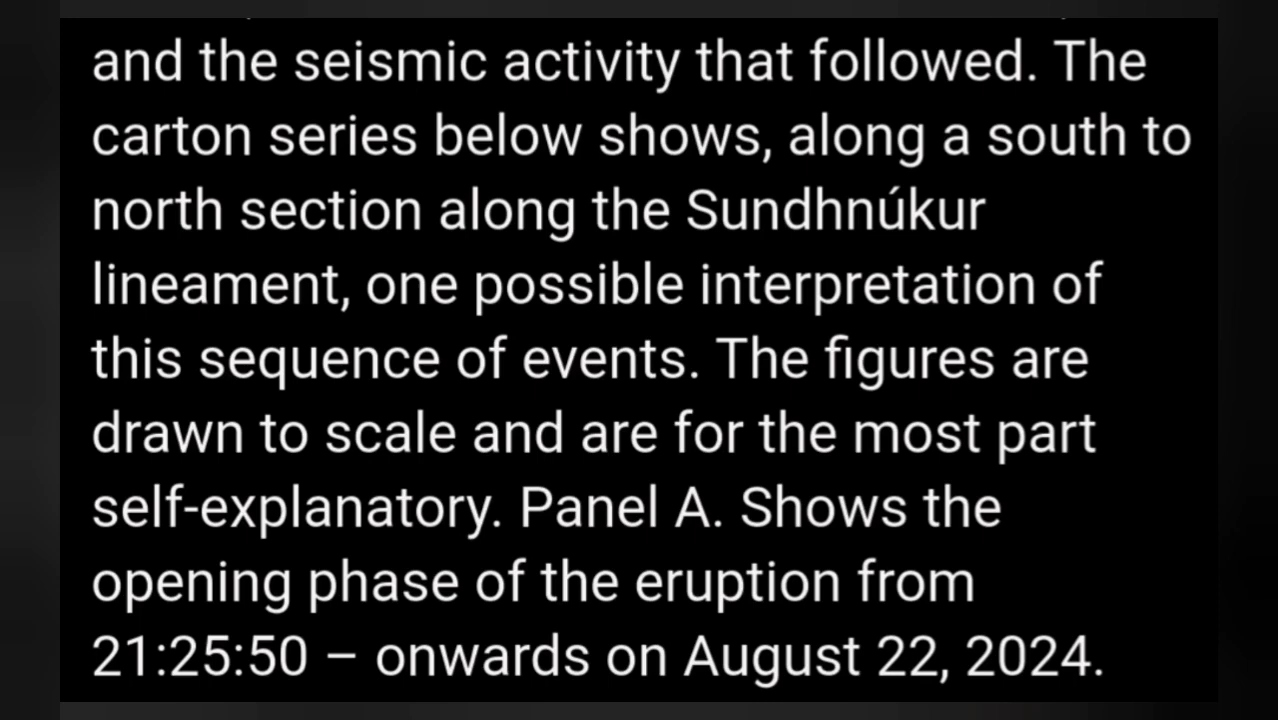 and the seismic activity that followed. The
carton series below shows, along a south to
north section along the Sundhnúkur
lineament, one possible interpretation of
this sequence of events. The figures are
drawn to scale and are for the most part
self-explanatory. Panel A. Shows the
opening phase of the eruption from
21:25:50 – onwards on August 22, 2024.